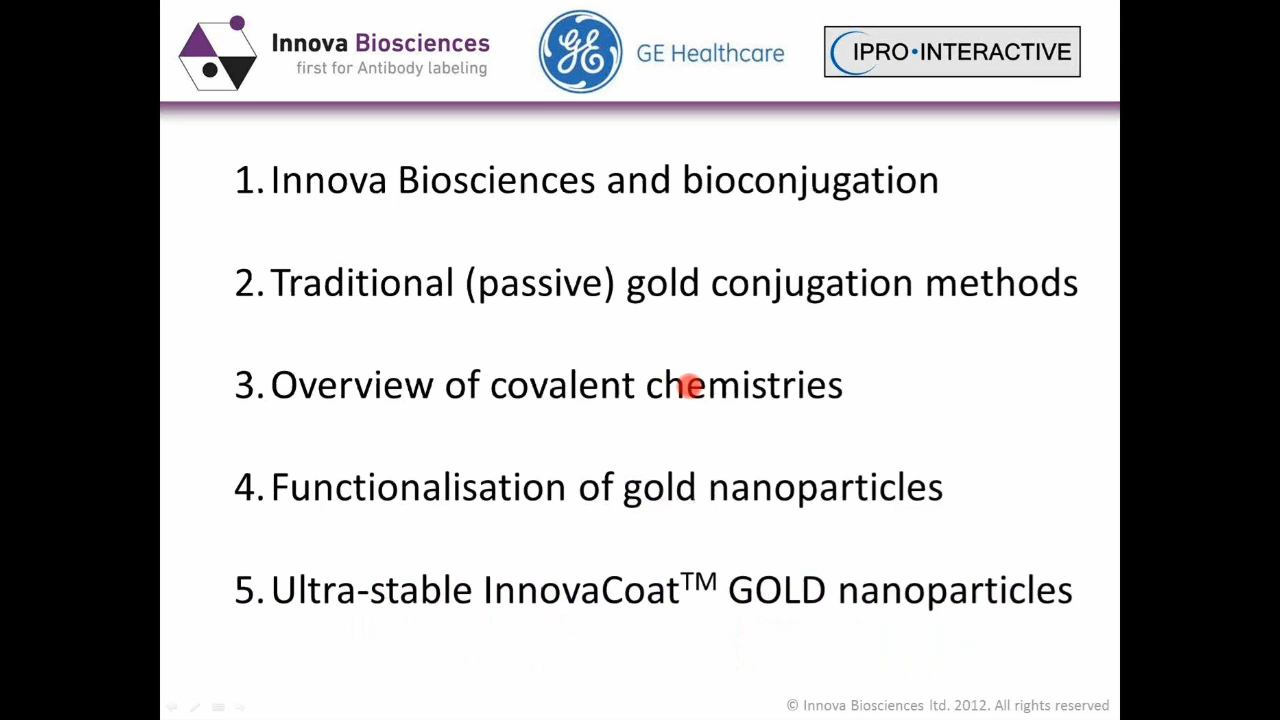 Innova Biosciences
first for Antibody labeling
GE
GE Healthcare
IPRO•INTERACTIVE
1. Innova Biosciences and bioconjugation
2. Traditional (passive) gold conjugation methods
3. Overview of covalent chemistries
4. Functionalisation of gold nanoparticles
5. Ultra-stable InnovaCoat™ GOLD nanoparticles
© Innova Biosciences ltd. 2012. All rights reserved